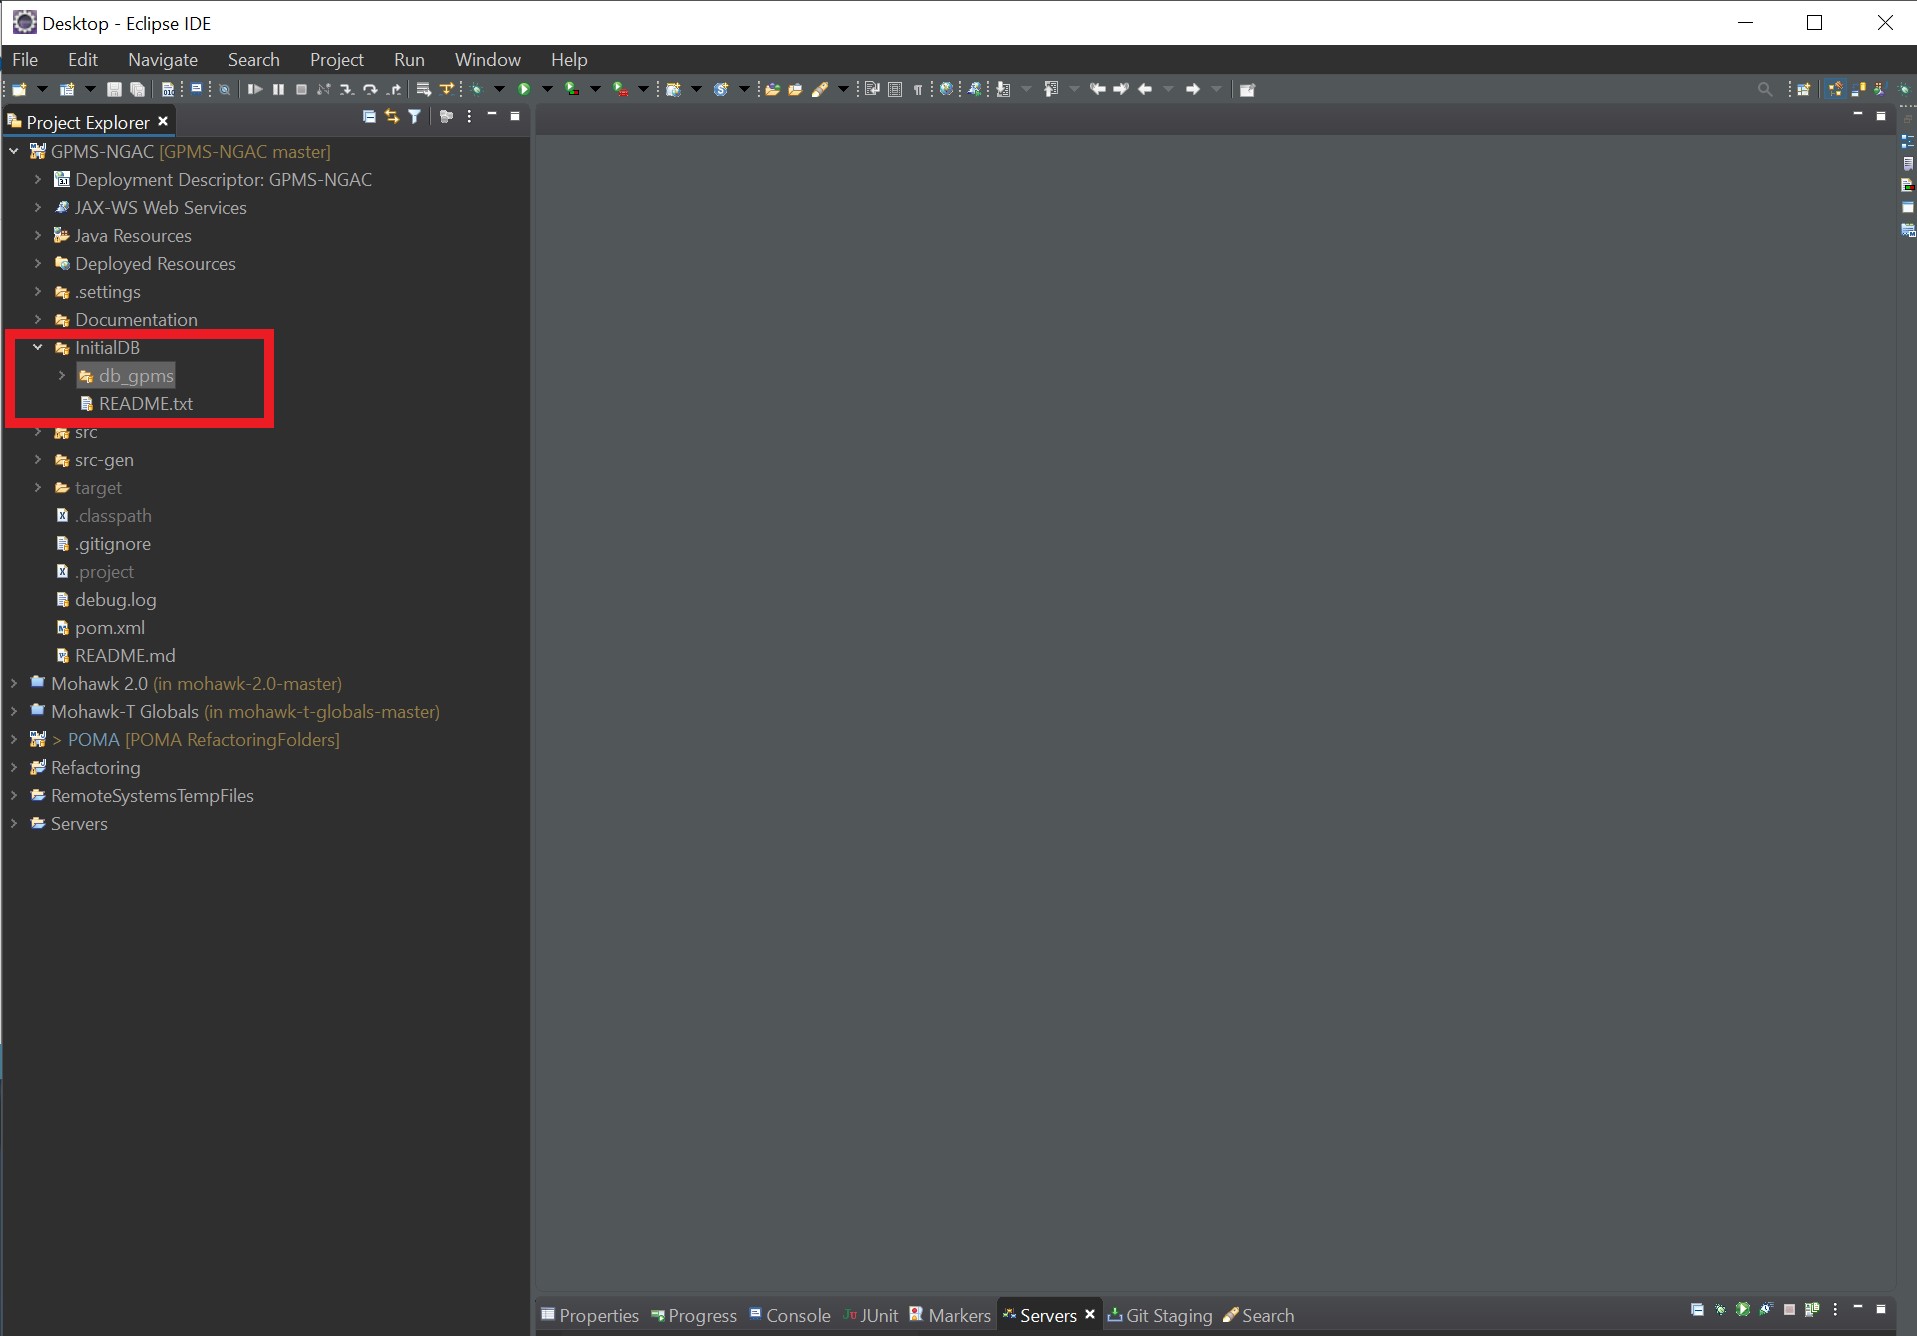 Desktop - Eclipse IDE
File Edit Navigate Search Project Run Window Help
Project Explorer
GPMS-NGAC [GPMS-NGAC master]
Deployment Descriptor: GPMS-NGAC
JAX-WS Web Services
Java Resources
Deployed Resources
.settings
Documentation
InitialDB
db_gpms
README.txt
src
src-gen
target
.classpath
.gitignore
.project
debug.log
pom.xml
README.md
Mohawk 2.0 (in mohawk-2.0-master)
Mohawk-T Globals (in mohawk-t-globals-master)
> POMA [POMA RefactoringFolders]
Refactoring
RemoteSystemsTempFiles
Servers
Properties Progress Console JUnit Markers Servers Git Staging Search